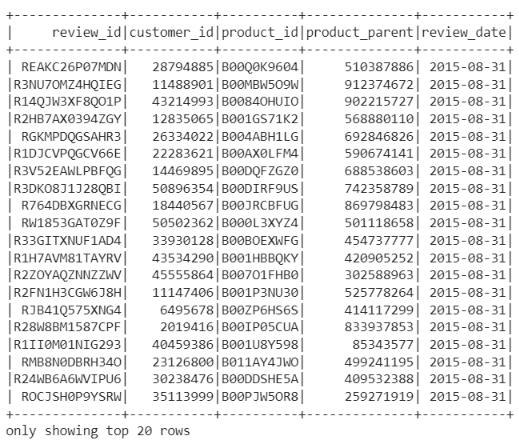 +--------------+-----------+----------+--------------+-----------+
|     review_id|customer_id|product_id|product_parent|review_date|
+--------------+-----------+----------+--------------+-----------+
| REAKC26P07MDN|   28794885|B00Q0K9604|     510387886| 2015-08-31|
|R3NU7OMZ4HQIEG|   11488901|B00MBW5O9W|     912374672| 2015-08-31|
|R14QJW3XF8QO1P|   43214993|B0084OHUIO|     902215727| 2015-08-31|
|R2HB7AX0394ZGY|   12835065|B001GS71K2|     568880110| 2015-08-31|
| RGKMPDQGSAHR3|   26334022|B004ABH1LG|     692846826| 2015-08-31|
|R1DJCVPQGCV66E|   22283621|B00AX0LFM4|     590674141| 2015-08-31|
|R3V52EAWLPBFQG|   14469895|B00DQFZGZ0|     688538603| 2015-08-31|
|R3DKO8J1J28QBI|   50896354|B00DIRF9US|     742358789| 2015-08-31|
| R764DBXGRNECG|   18440567|B00JRCBFUG|     869798483| 2015-08-31|
| RW1853GAT0Z9F|   50502362|B000L3XYZ4|     501118658| 2015-08-31|
|R33GITXNUF1AD4|   33930128|B00BOEXWFG|     454737777| 2015-08-31|
|R1H7AVM81TAYRV|   43534290|B001HBBQKY|     420905252| 2015-08-31|
|R2ZOYAQZNNZZWV|   45555864|B007O1FHB0|     302588963| 2015-08-31|
|R2FN1H3CGW6J8H|   11147406|B001P3NU30|     525778264| 2015-08-31|
| RJB41Q575XNG4|    6495678|B00ZP6HS6S|     414117299| 2015-08-31|
|R28W8BM1587CPF|    2019416|B00IP05CUA|     833937853| 2015-08-31|
|R1II0M01NIG293|   40459386|B001U8Y598|      85343577| 2015-08-31|
| RMB8N0DBRH34O|   23126800|B011AY4JWO|     499241195| 2015-08-31|
|R24WB6A6WVIPU6|   30238476|B00DDSHE5A|     409532388| 2015-08-31|
| ROCJSH0P9YSRW|   35113999|B00PJW5OR8|     259271919| 2015-08-31|
+--------------+-----------+----------+--------------+-----------+
only showing top 20 rows